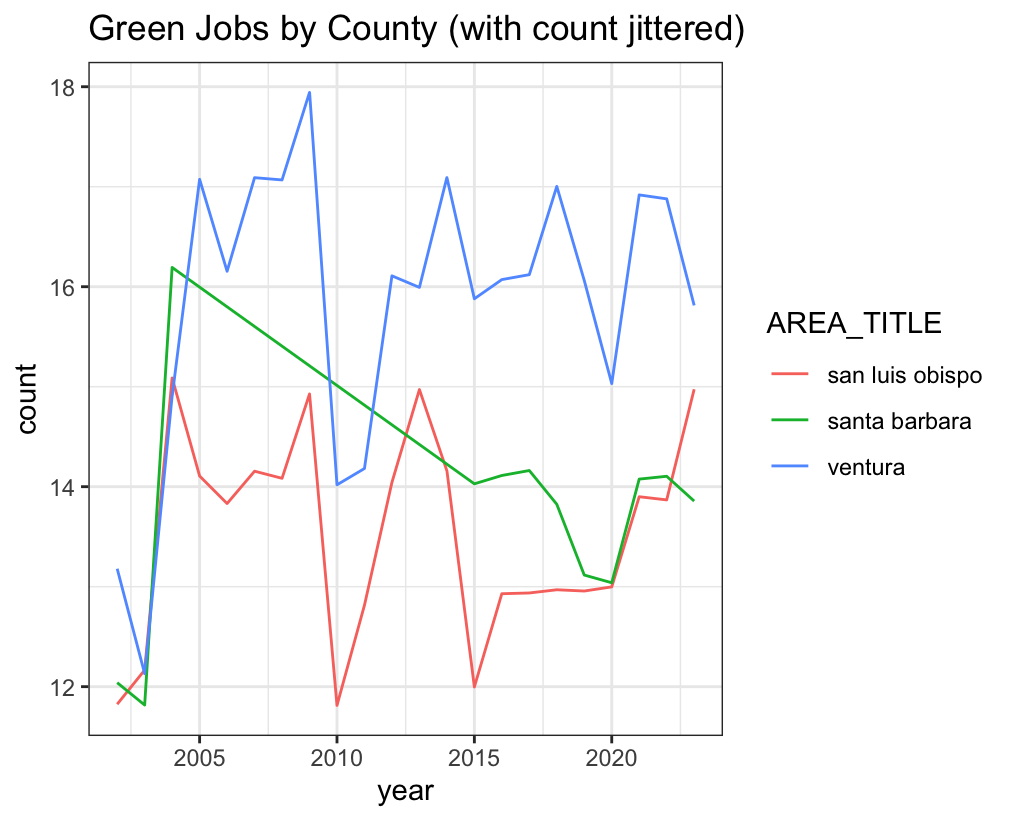 Green Jobs by County (with count jittered)
18
16
14
12
count
2005 2010 2015 2020
year
AREA_TITLE
san luis obispo
santa barbara
ventura